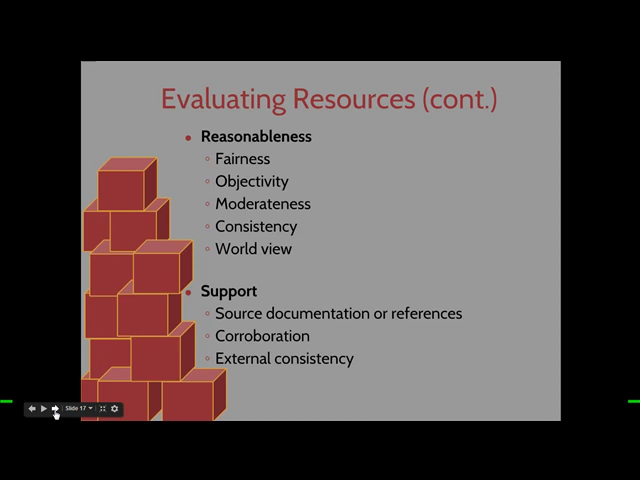 Evaluating Resources (cont.)
Reasonableness
Fairness
Objectivity
Moderateness
Consistency
World view
Support
Source documentation or references
Corroboration
External consistency
Slide 17